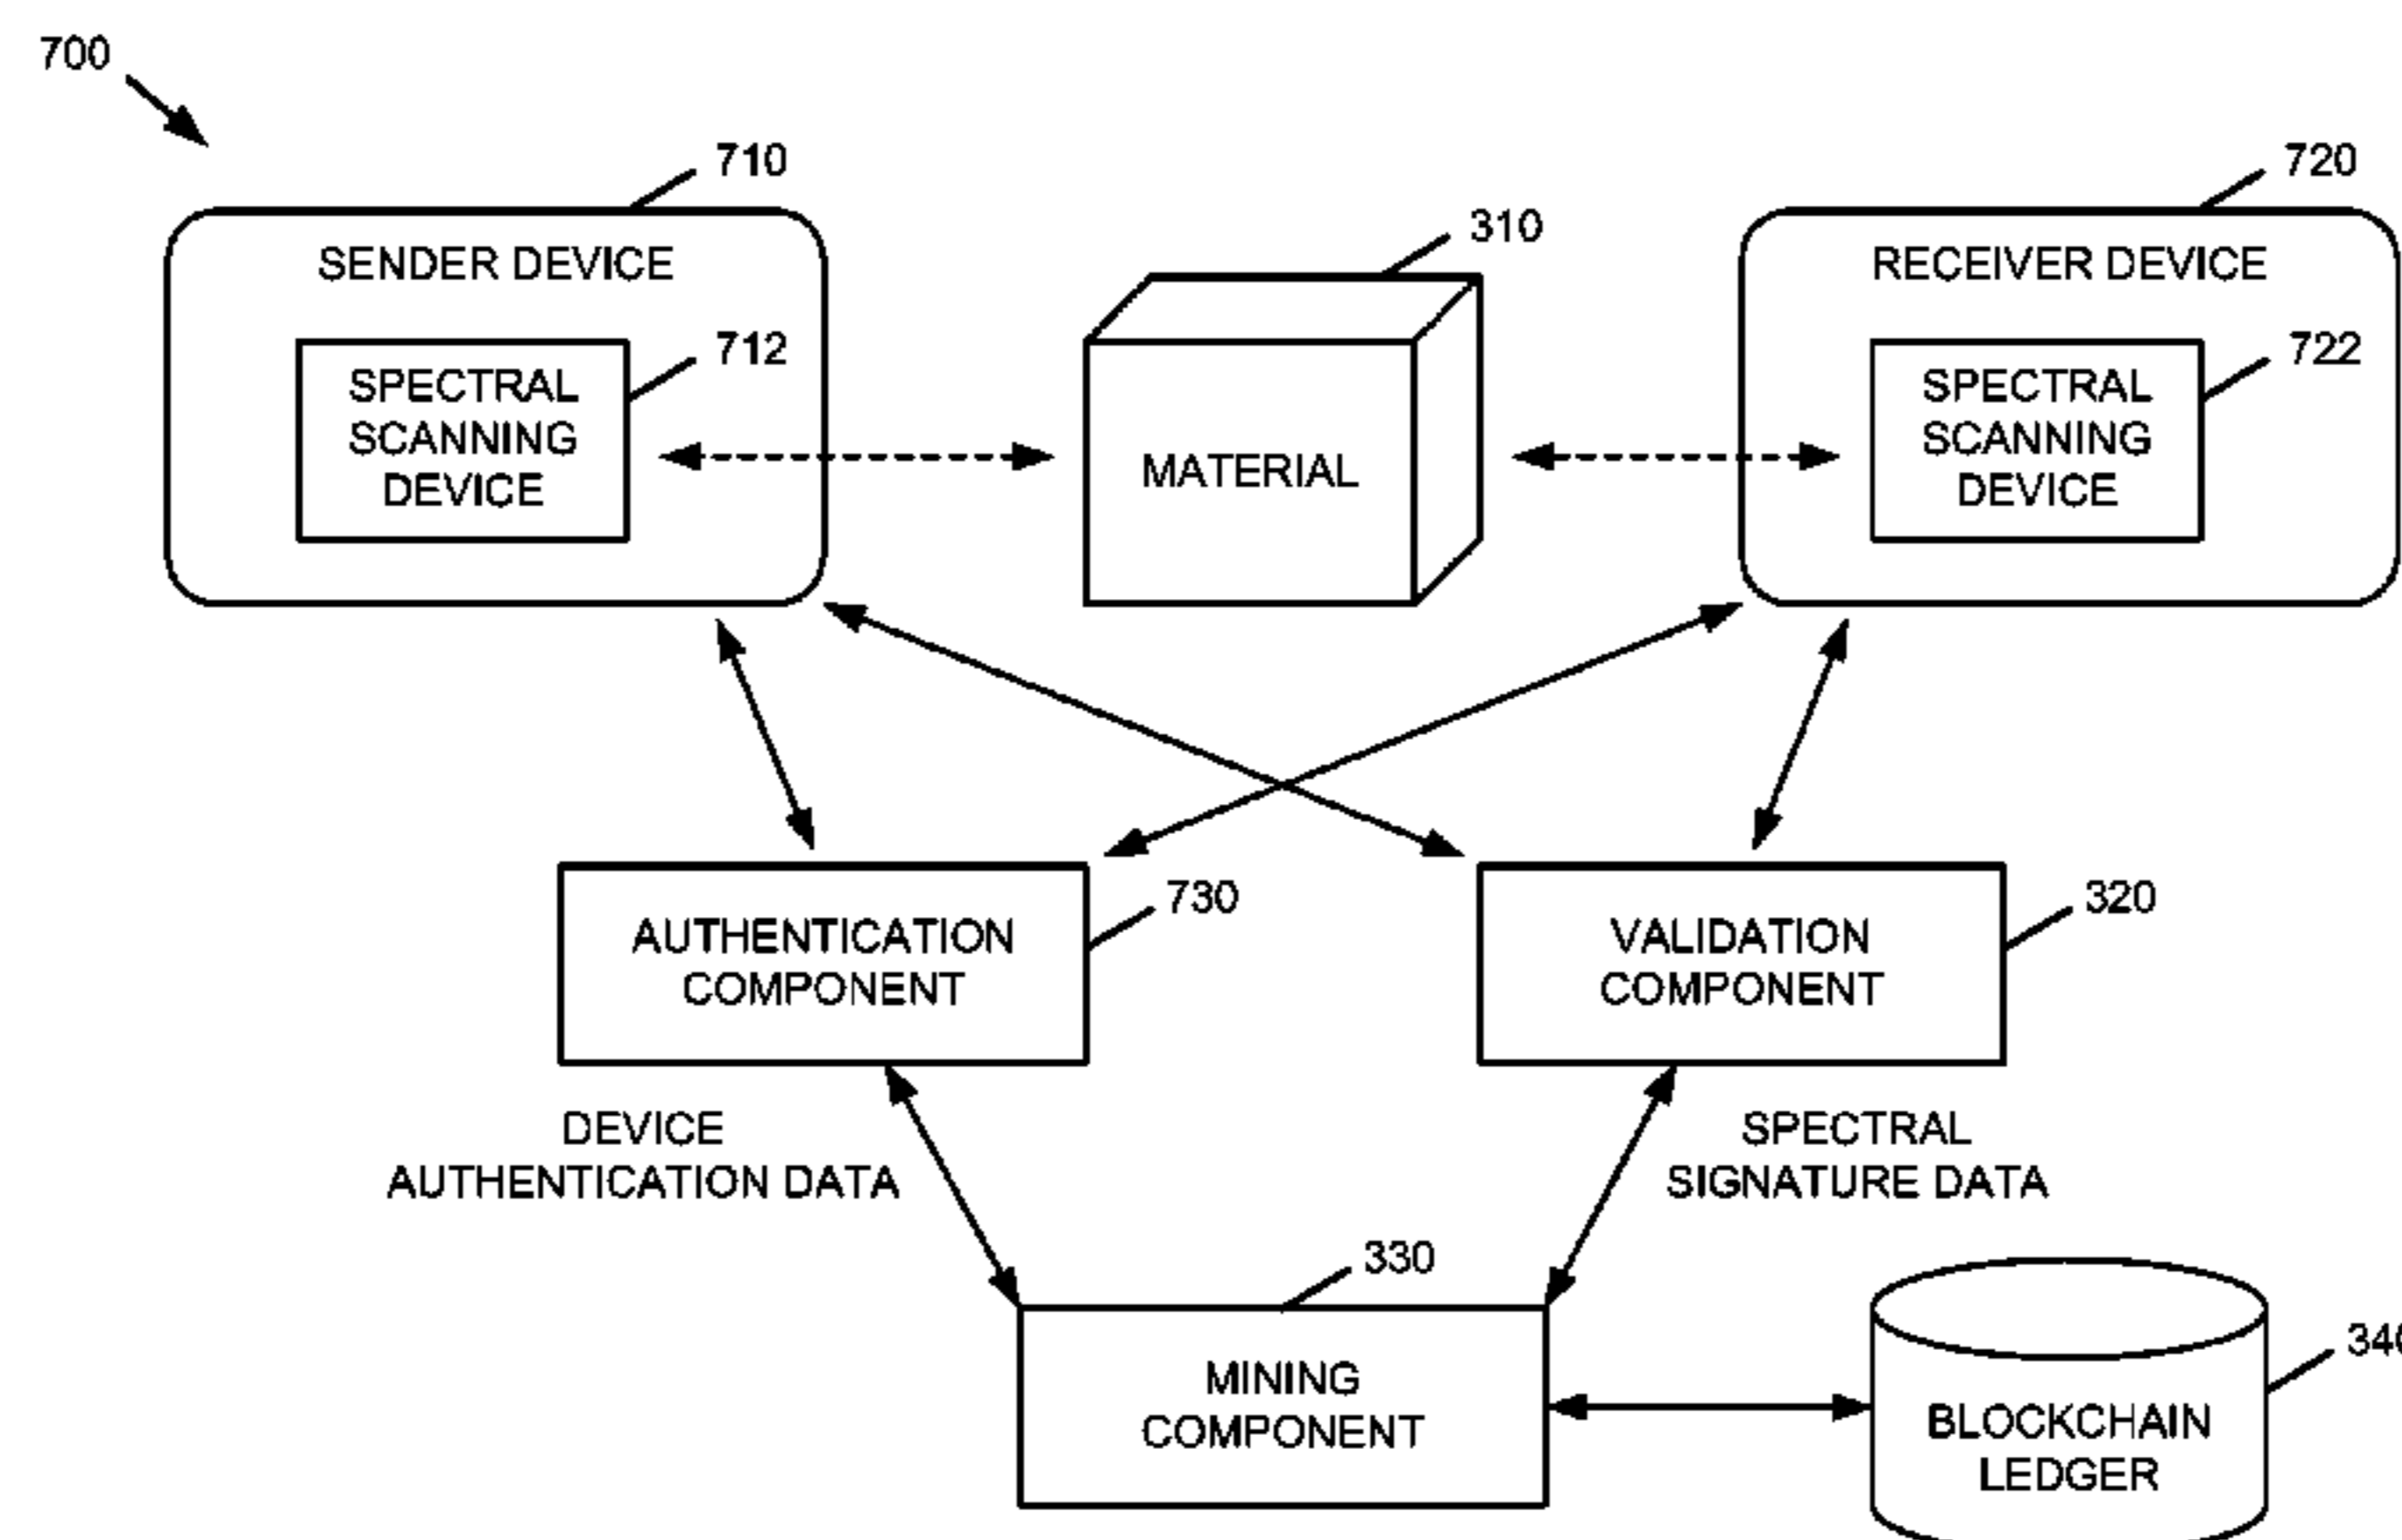 700
710
720
SENDER DEVICE
310
RECEIVER DEVICE
712
722
SPECTRAL
SCANNING
DEVICE
MATERIAL
SPECTRAL
SCANNING
DEVICE
730
320
AUTHENTICATION
COMPONENT
VALIDATION
COMPONENT
DEVICE
AUTHENTICATION DATA
SPECTRAL
SIGNATURE DATA
330
340
MINING
COMPONENT
BLOCKCHAIN
LEDGER